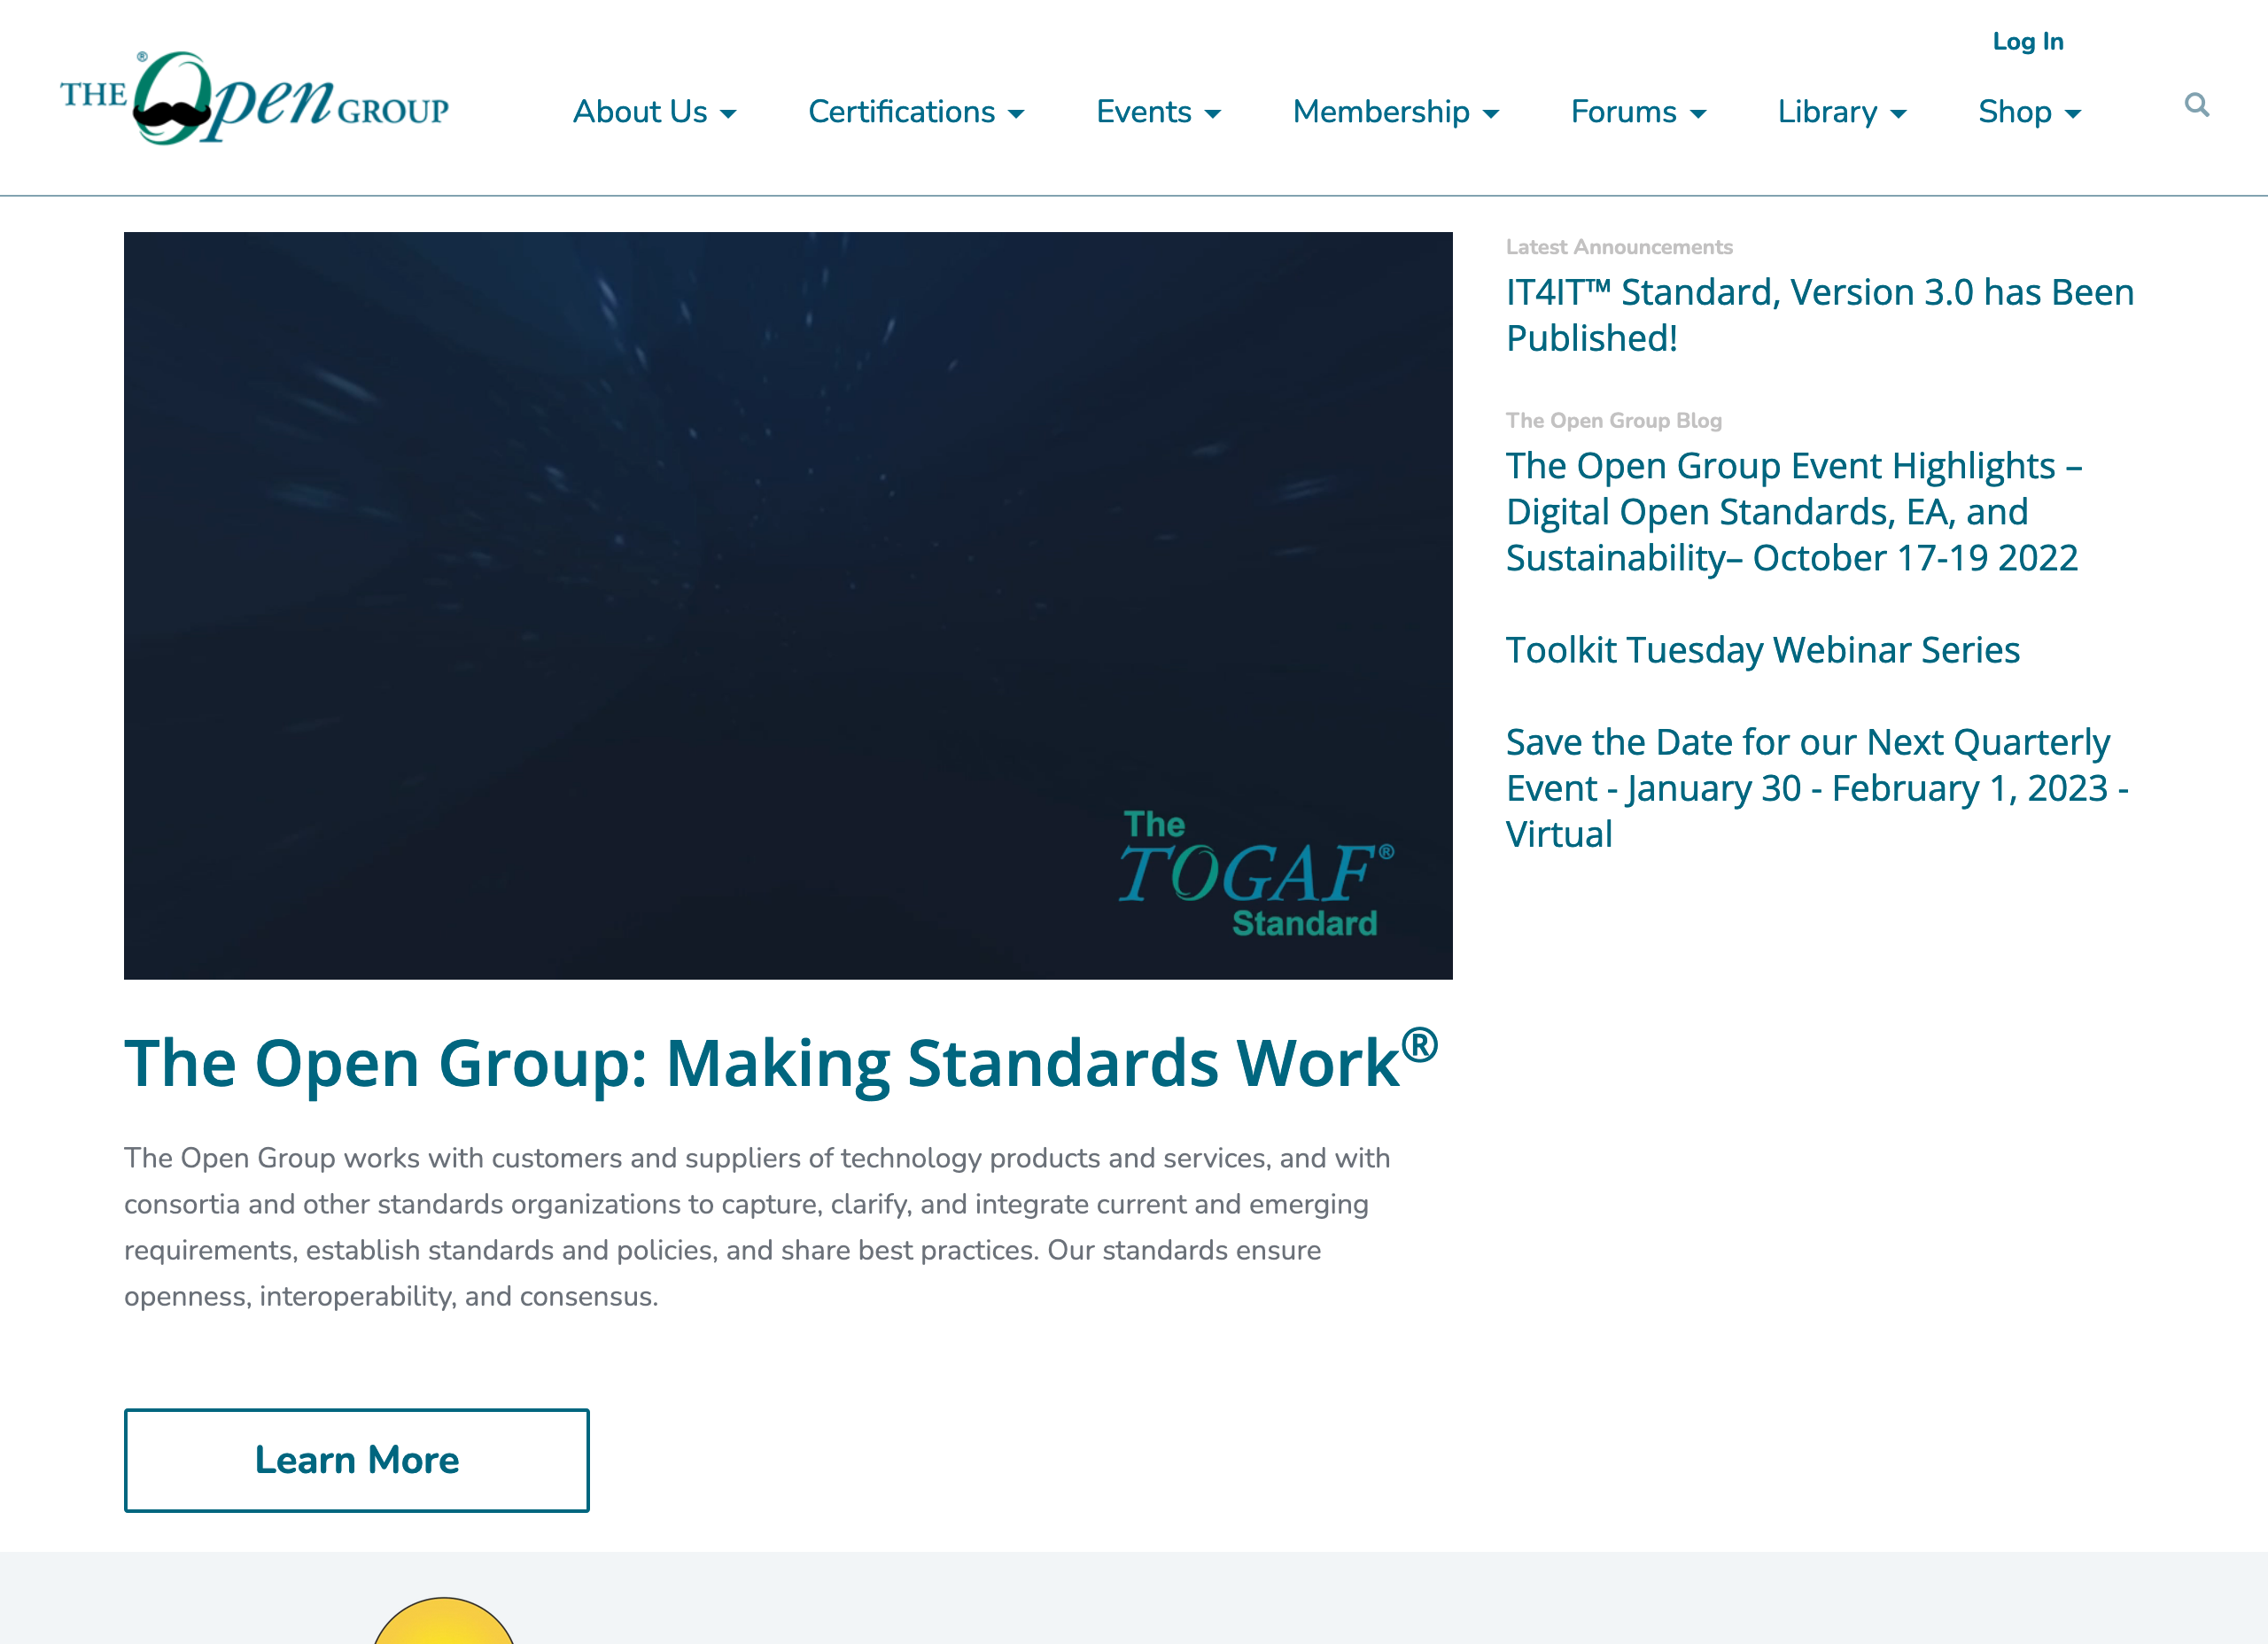 Log In
THE Open® GROUP
About Us
Certifications
Events
Membership
Forums
Library
Shop
The
TOGAF®
Standard
The Open Group: Making Standards Work®
The Open Group works with customers and suppliers of technology products and services, and with
consortia and other standards organizations to capture, clarify, and integrate current and emerging
requirements, establish standards and policies, and share best practices. Our standards ensure
openness, interoperability, and consensus.
Learn More
Latest Announcements
IT4IT™ Standard, Version 3.0 has Been
Published!
The Open Group Blog
The Open Group Event Highlights –
Digital Open Standards, EA, and
Sustainability– October 17-19 2022
Toolkit Tuesday Webinar Series
Save the Date for our Next Quarterly
Event - January 30 - February 1, 2023 -
Virtual